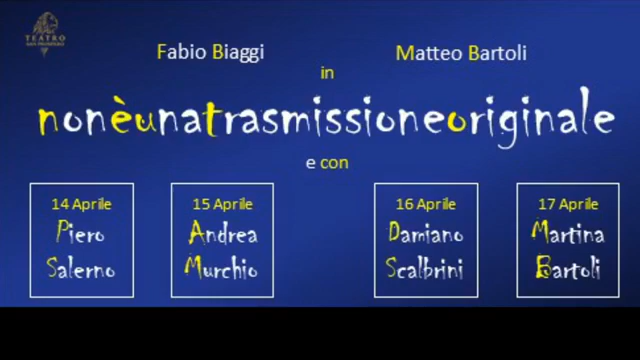 TEATRO
Fabio Biaggi
Matteo Bartoli
in
nonèunatrasmissioneoriginale
e con
14 Aprile
Piero
Salerno
15 Aprile
Andrea
Murchio
16 Aprile
Damiano
Scalbrini
17 Aprile
Martina
Bartoli